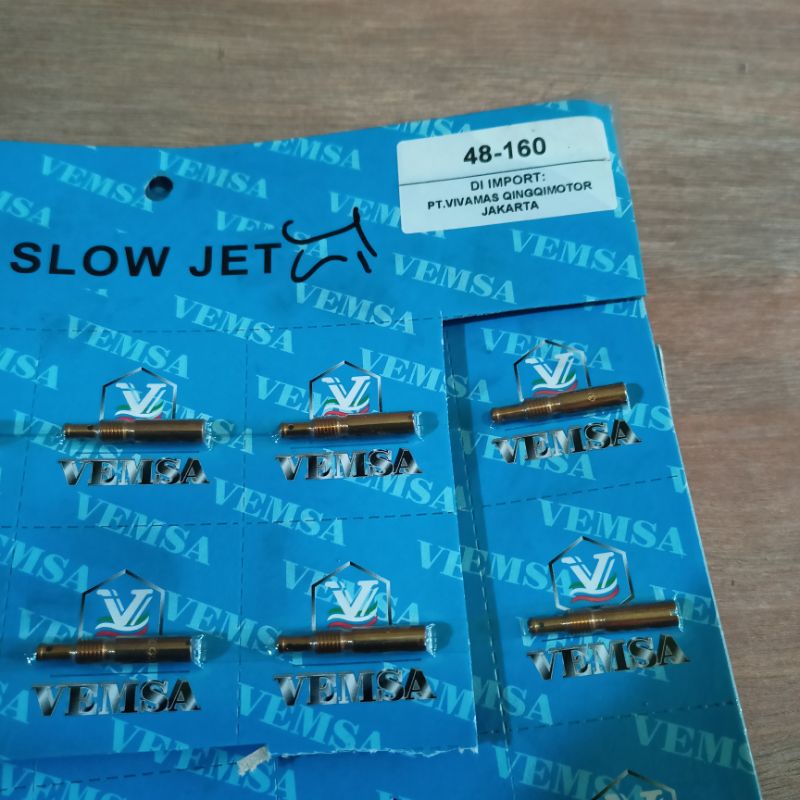 48-160
DI IMPORT:
PT.VIVAMAS QINGQIMOTOR
JAKARTA
SLOW JET
VEMSA
VEMSA
VEMSA
VEMSA
VEMSA
VEMSA